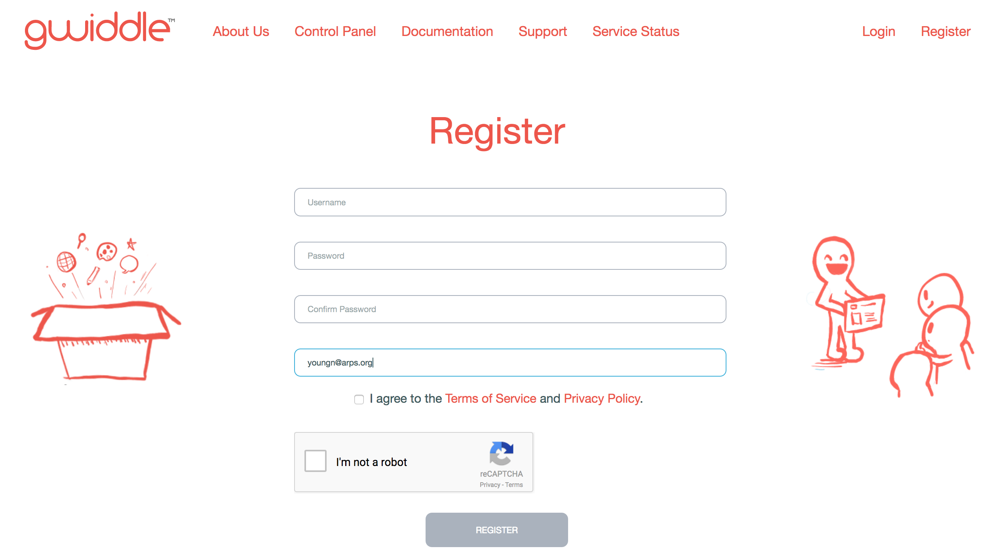 gwiddle™
About Us Control Panel Documentation Support Service Status Login Register
Register
Username
Password
Confirm Password
youngn@arps.org
I agree to the Terms of Service and Privacy Policy.
I'm not a robot
reCAPTCHA
Privacy - Terms
REGISTER